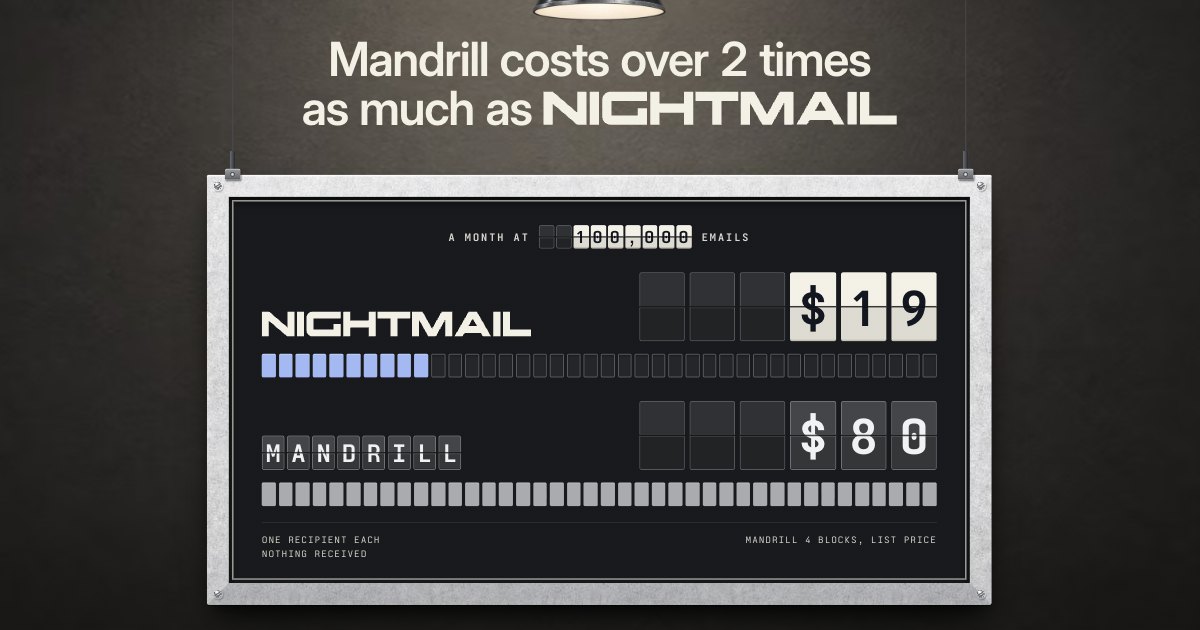 Mandrill costs over 2 times
as much as NIGHTMAIL
A MONTH AT 100,000 EMAILS
$19
NIGHTMAIL
$80
MANDRILL
ONE RECIPIENT EACH
NOTHING RECEIVED
MANDRILL 4 BLOCKS, LIST PRICE